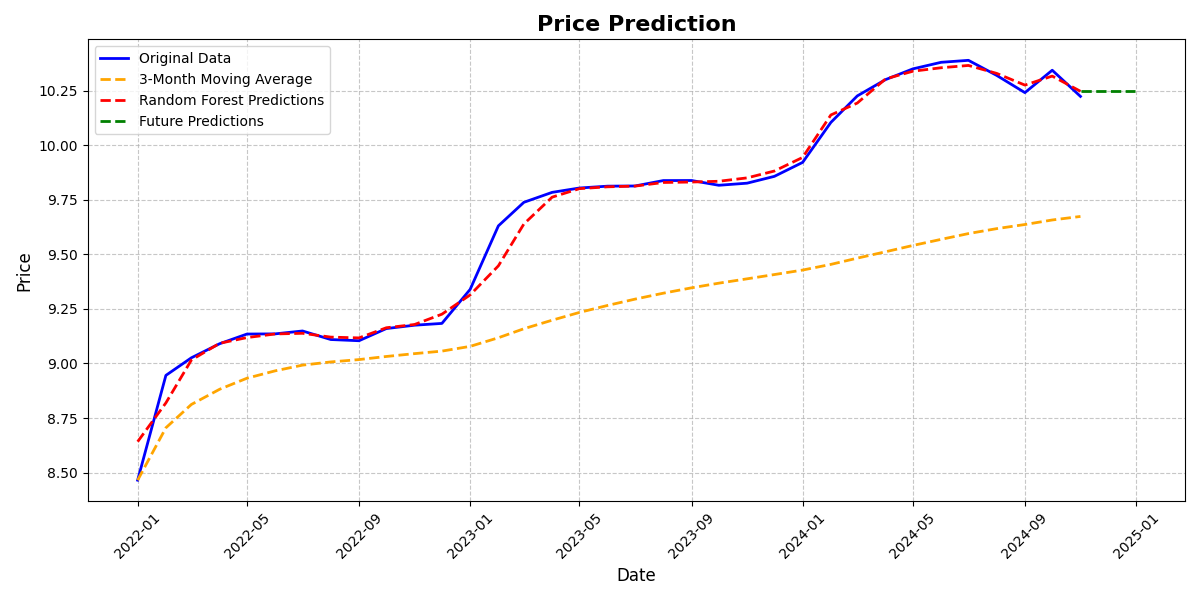 Price Prediction
Original Data
3-Month Moving Average
Random Forest Predictions
Future Predictions
Price
10.25
10.00
9.75
9.50
9.25
9.00
8.75
8.50
2022-01
2022-05
2022-09
2023-01
2023-05
2023-09
2024-01
2024-05
2024-09
2025-01
Date